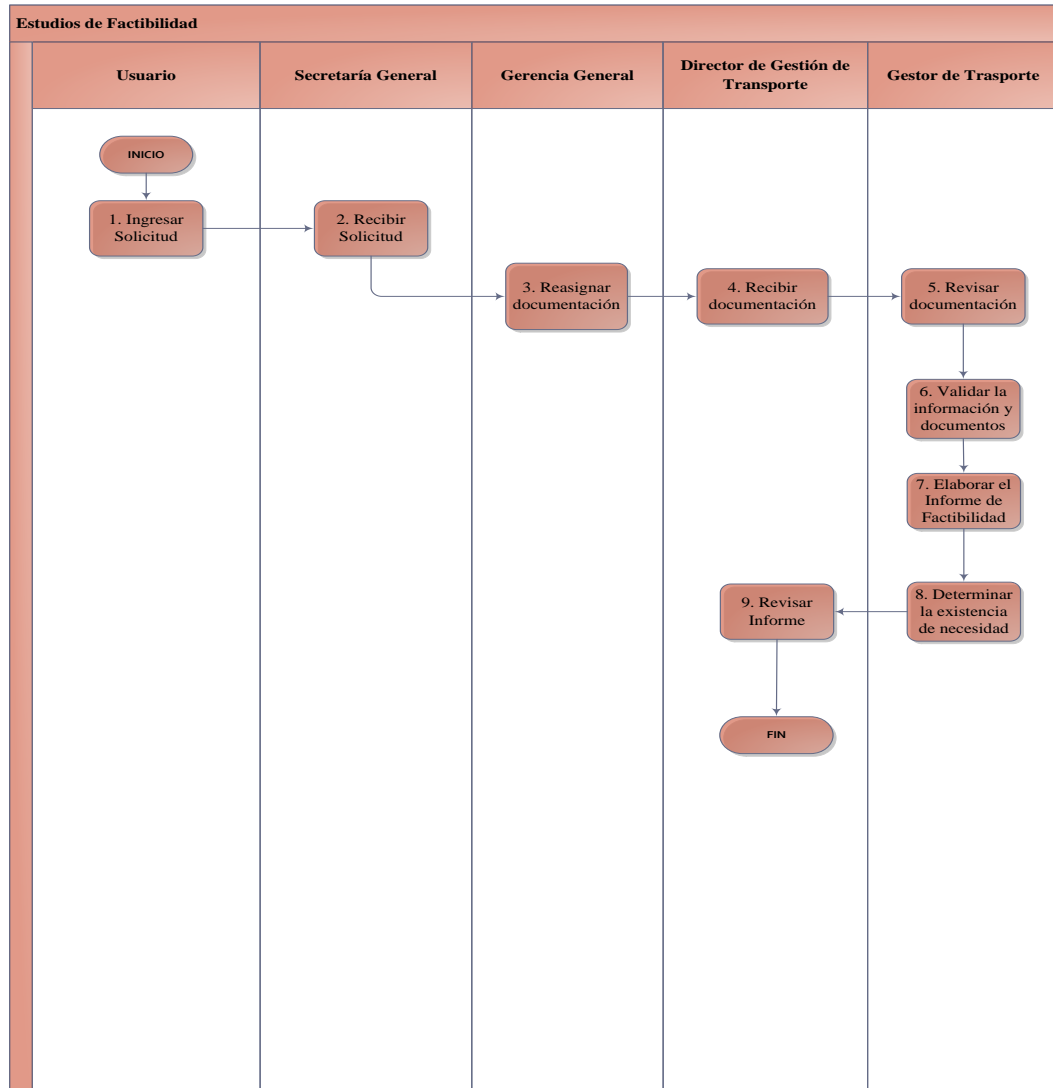 Estudios de Factibilidad
Usuario
Secretaría General
Gerencia General
Director de Gestión de
Transporte
Gestor de Trasporte
INICIO
1. Ingresar
Solicitud
2. Recibir
Solicitud
3. Reasignar
documentación
4. Recibir
documentación
5. Revisar
documentación
6. Validar la
información y
documentos
7. Elaborar el
Informe de
Factibilidad
8. Determinar
la existencia
de necesidad
9. Revisar
Informe
FIN